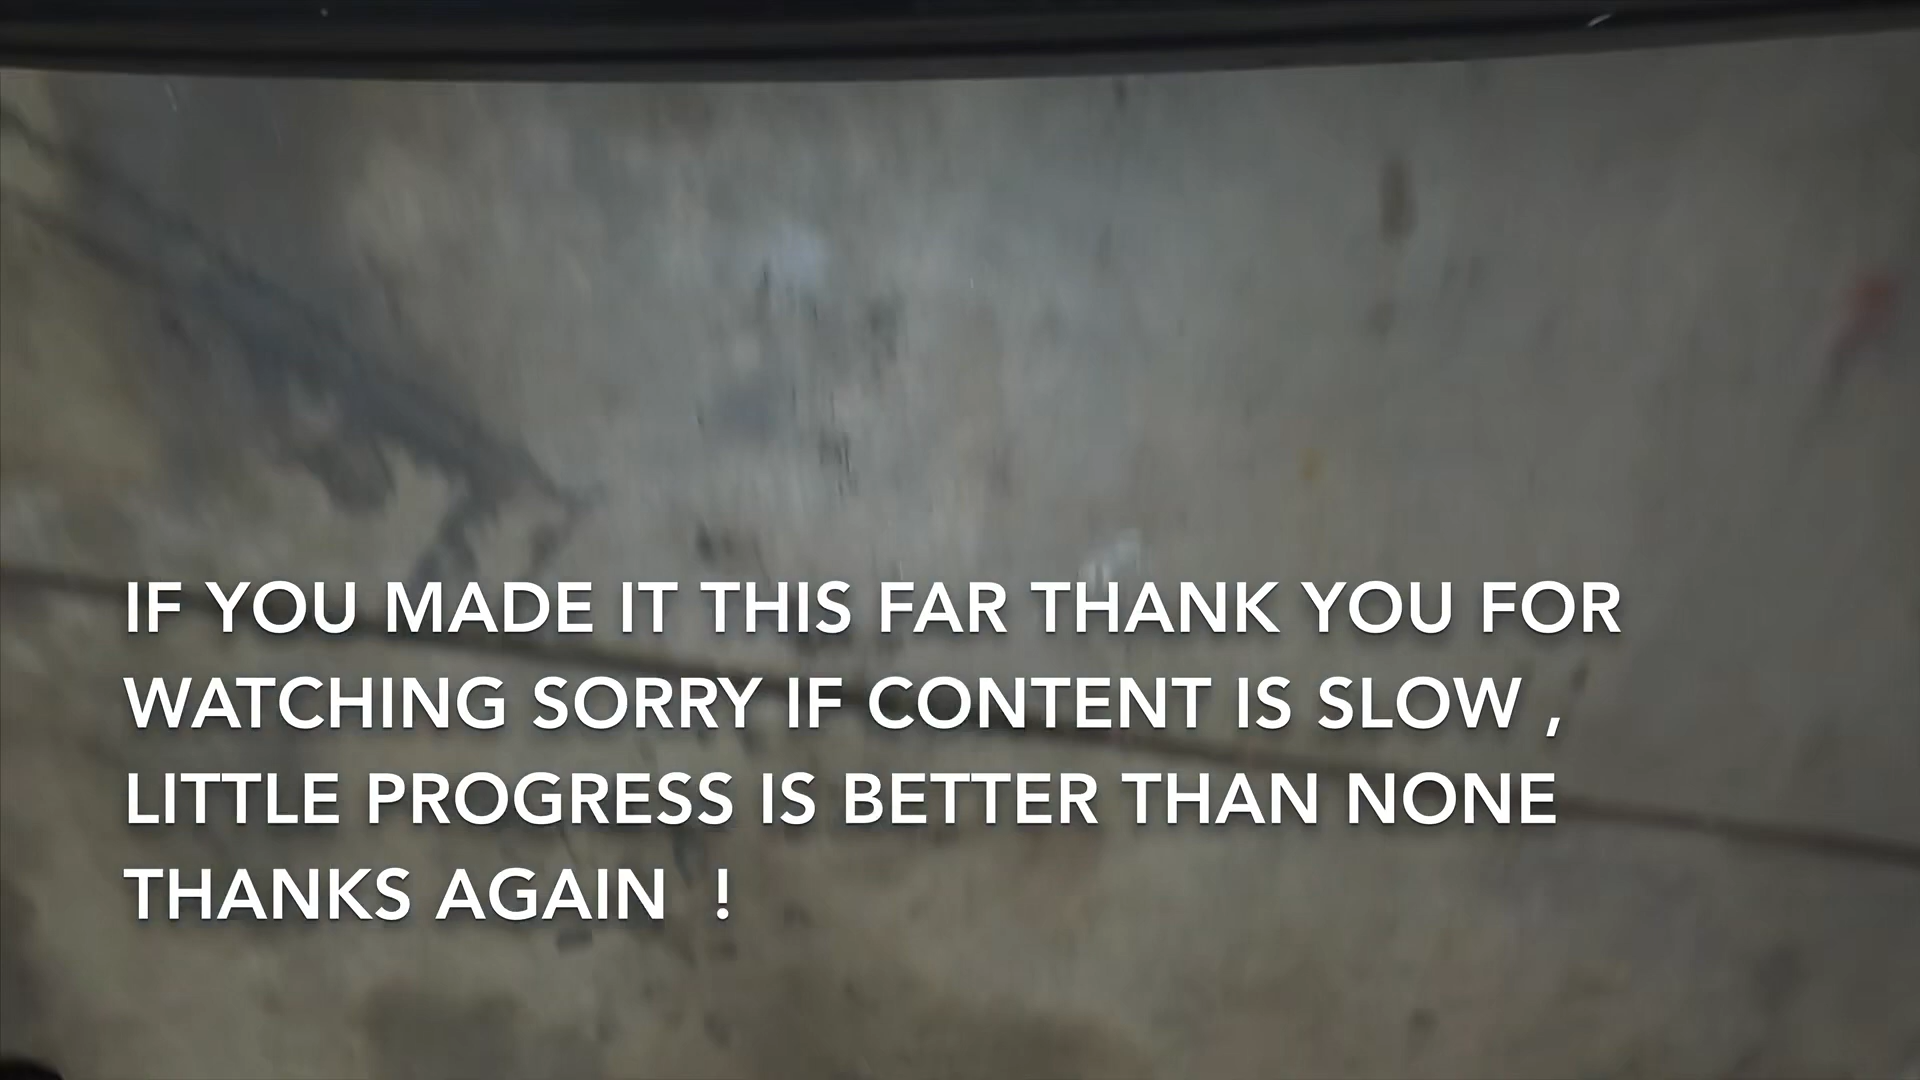 IF YOU MADE IT THIS FAR THANK YOU FOR
WATCHING SORRY IF CONTENT IS SLOW ,
LITTLE PROGRESS IS BETTER THAN NONE
THANKS AGAIN  !